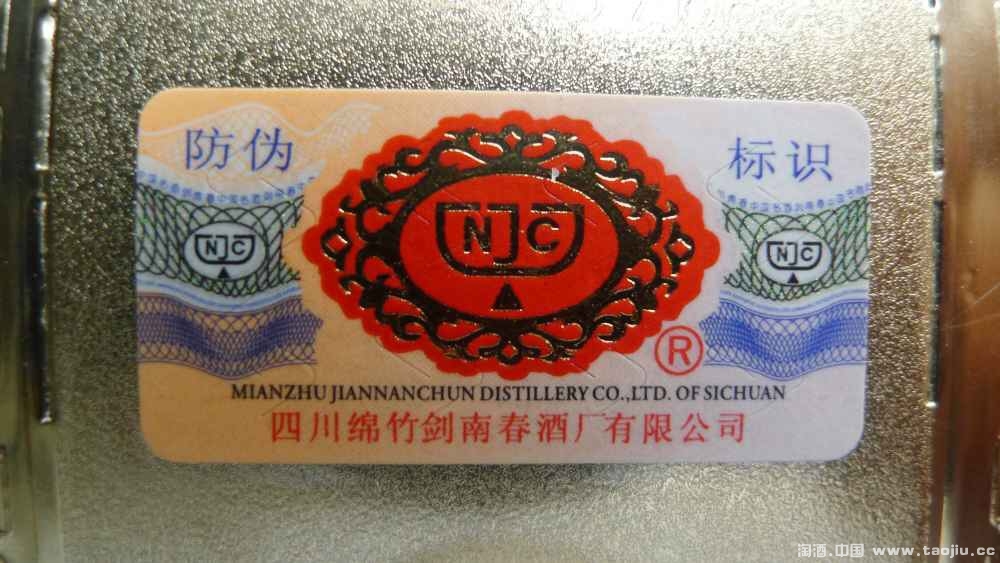 防伪 标识
NJC
NJC
NJC
®
MIANZHU JIANNANCHUN DISTILLERY CO.,LTD. OF SICHUAN
四川绵竹剑南春酒厂有限公司
淘酒.中国 www.taojiu.cc